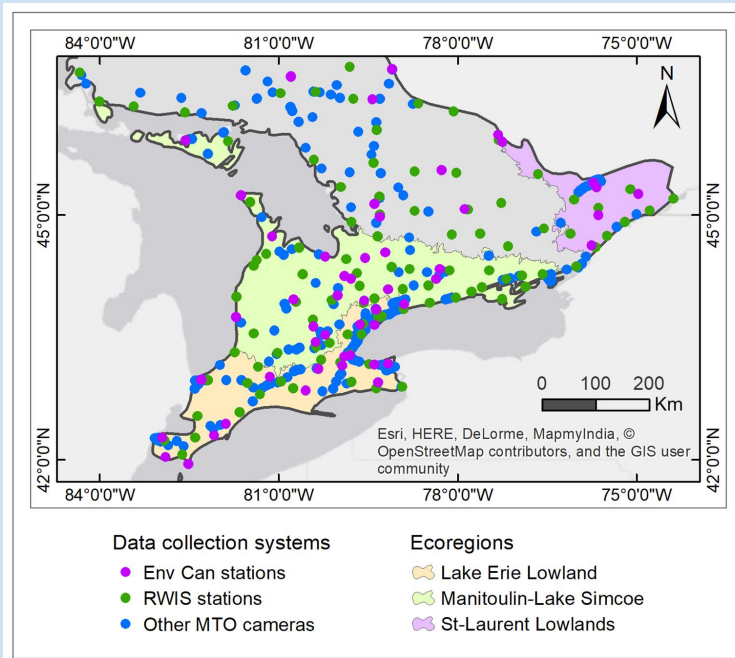 84°0'0"W 81°0'0"W 78°0'0"W 75°0'0"W
N
45°0'0"N 45°0'0"N
0 100 200
Km
Esri, HERE, DeLorme, MapmyIndia, ©
OpenStreetMap contributors, and the GIS user
community
42°0'0"N 42°0'0"N
84°0'0"W 81°0'0"W 78°0'0"W 75°0'0"W
Data collection systems
Env Can stations
RWIS stations
Other MTO cameras
Ecoregions
Lake Erie Lowland
Manitoulin-Lake Simcoe
St-Laurent Lowlands